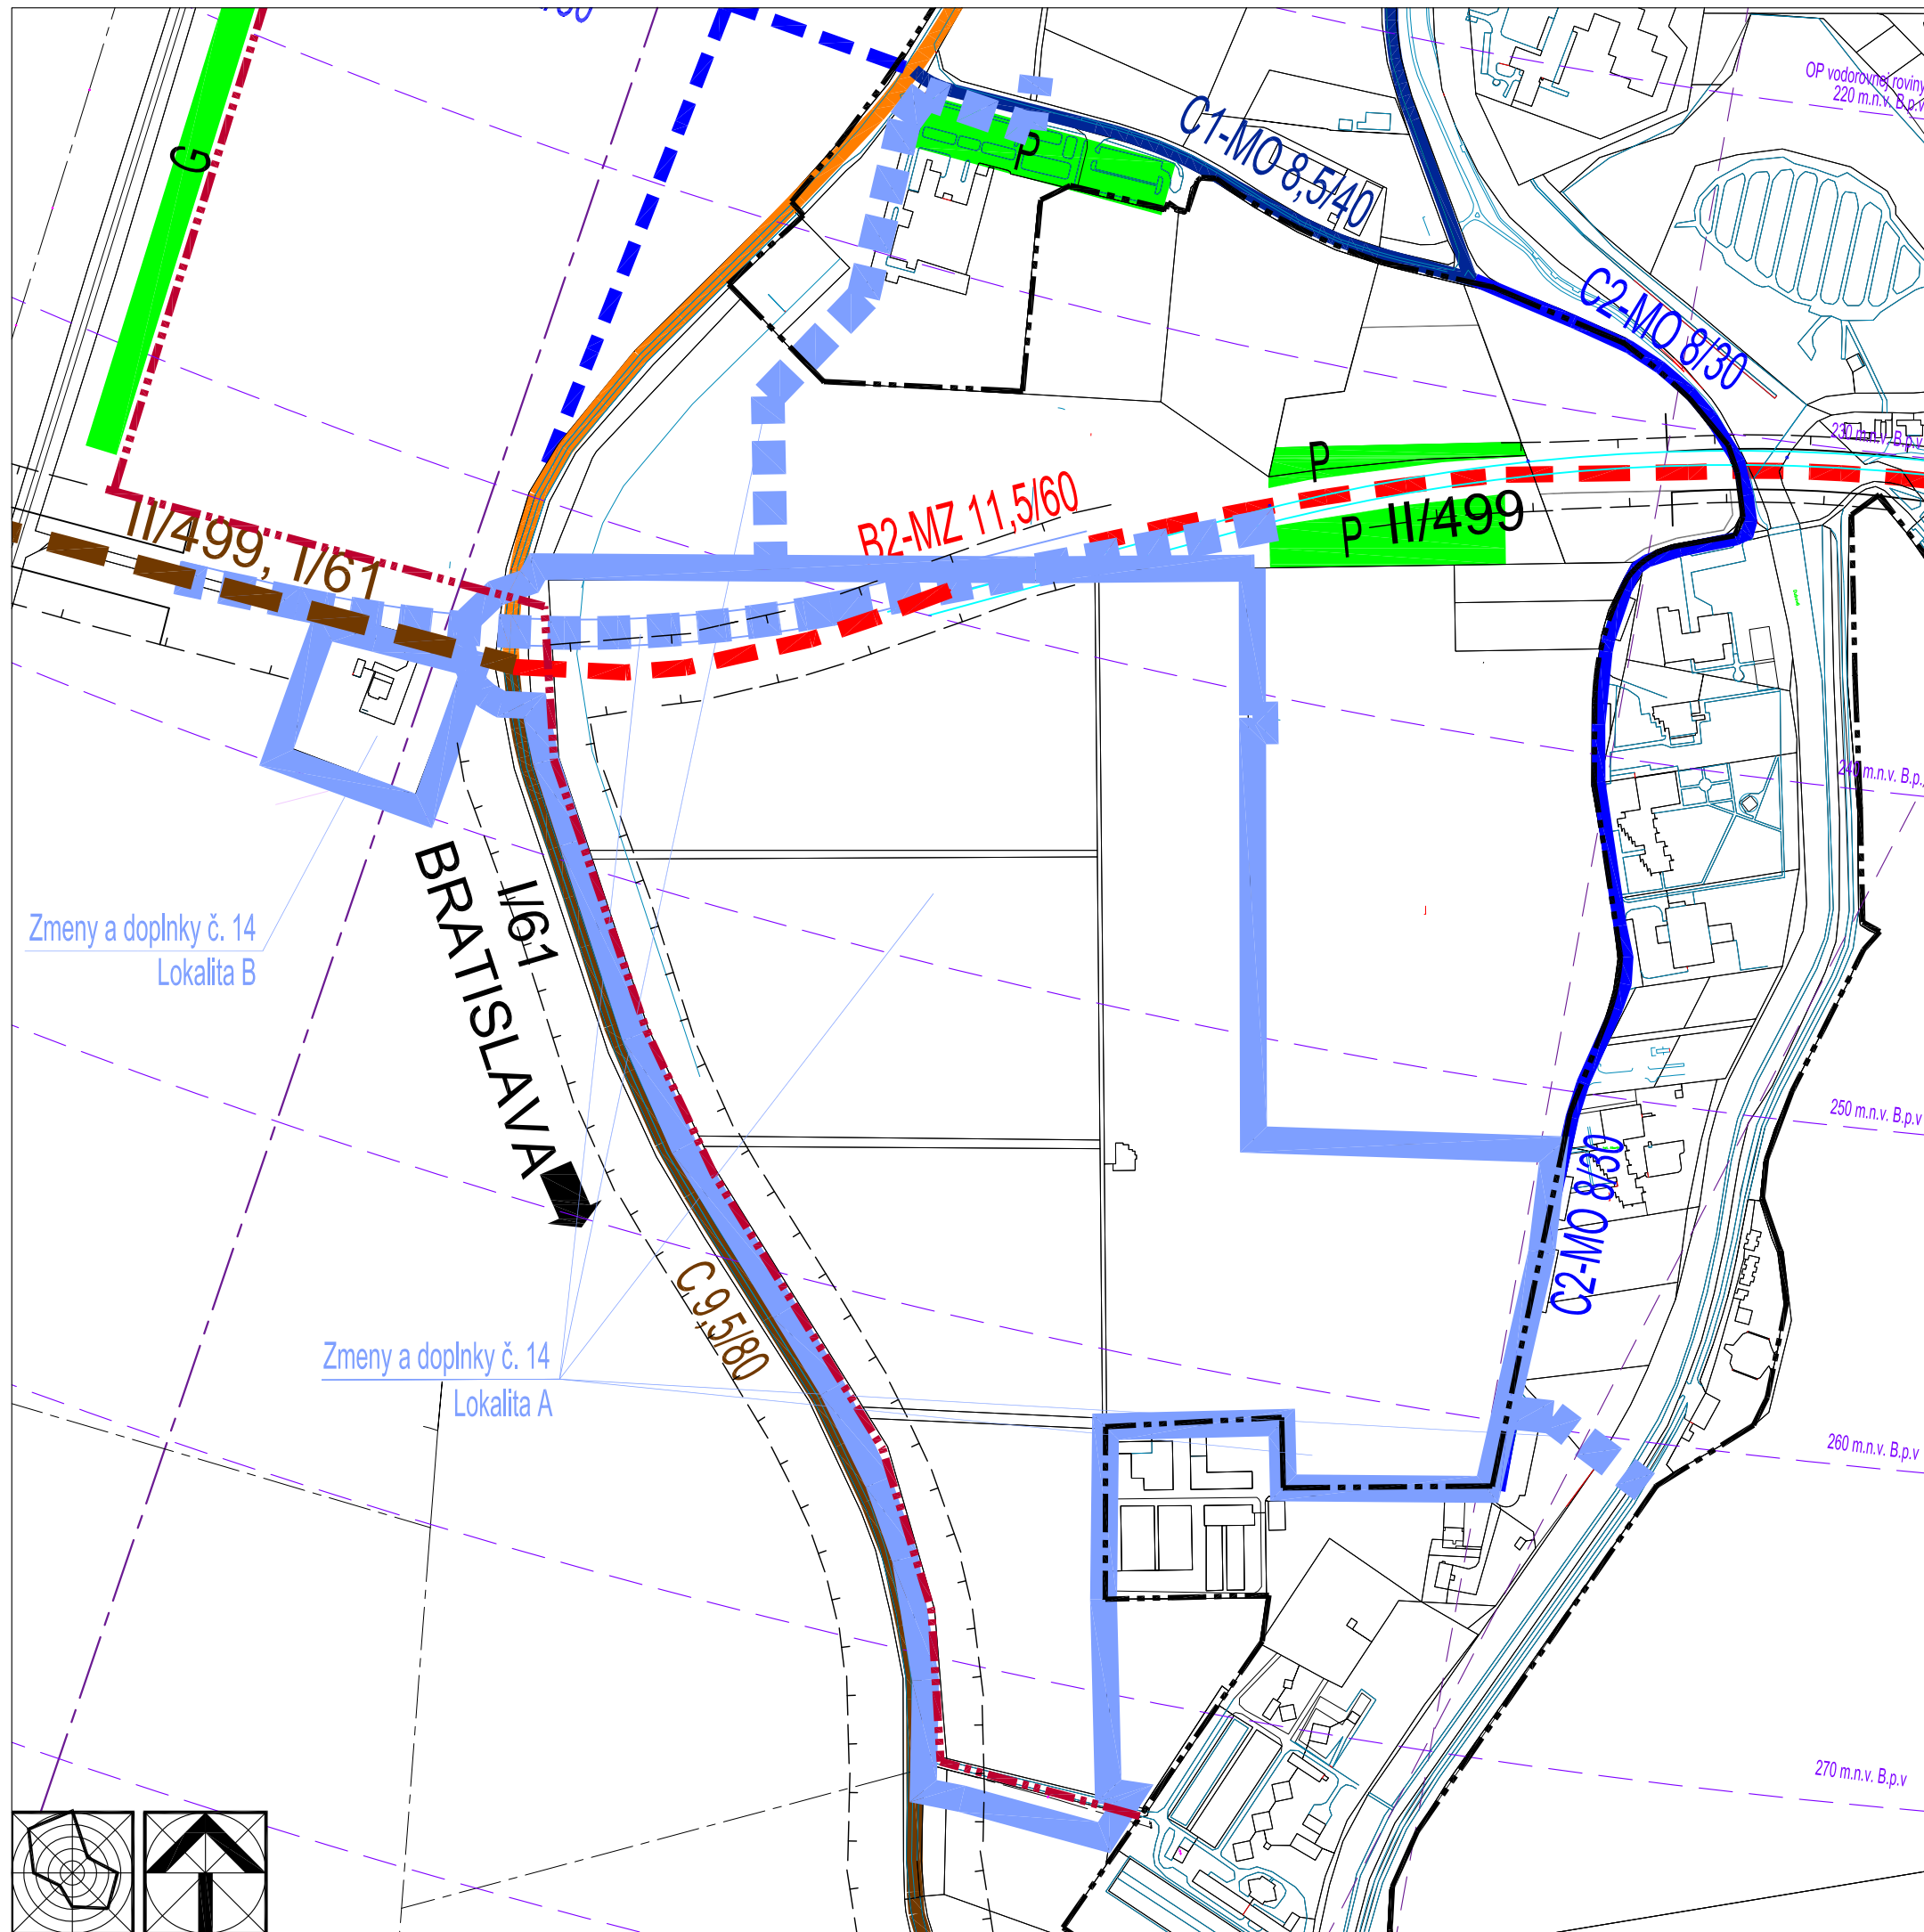 OP vodorovnej roviny
220 m.n.v. B.p.v
C1-MO 8,5/40
P
G
C2-MO 8/30
230 m.n.v. B.p.v
P
B2-MZ 11,5/60
P II/499
II/499, I/61
240 m.n.v. B.p.
I/61
BRATISLAVA
Zmeny a doplnky č. 14
Lokalita B
250 m.n.v. B.p.v
C2-MO 8/30
C 9,5/80
Zmeny a doplnky č. 14
Lokalita A
260 m.n.v. B.p.v
270 m.n.v. B.p.v